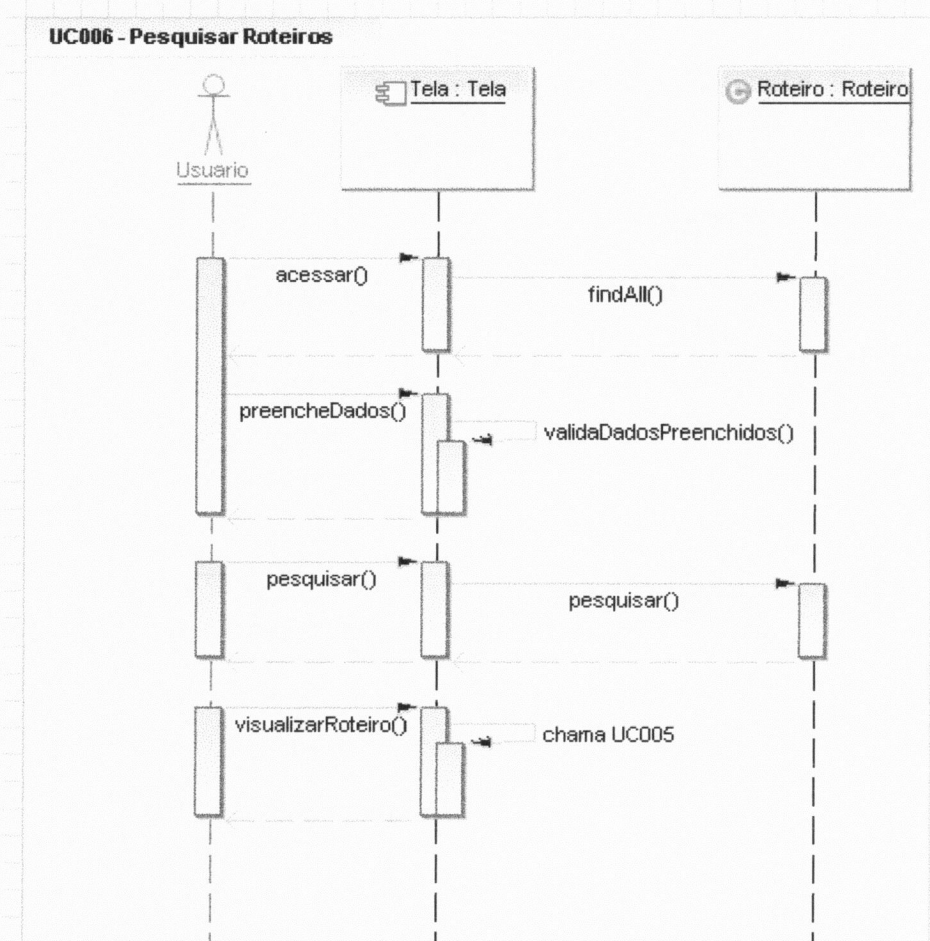 UC006 - Pesquisar Roteiros
Tela : Tela
Roteiro : Roteiro
Usuario
acessar()
findAll()
preencheDados()
validaDadosPreenchidos()
pesquisar()
pesquisar()
visualizarRoteiro()
chama UC005